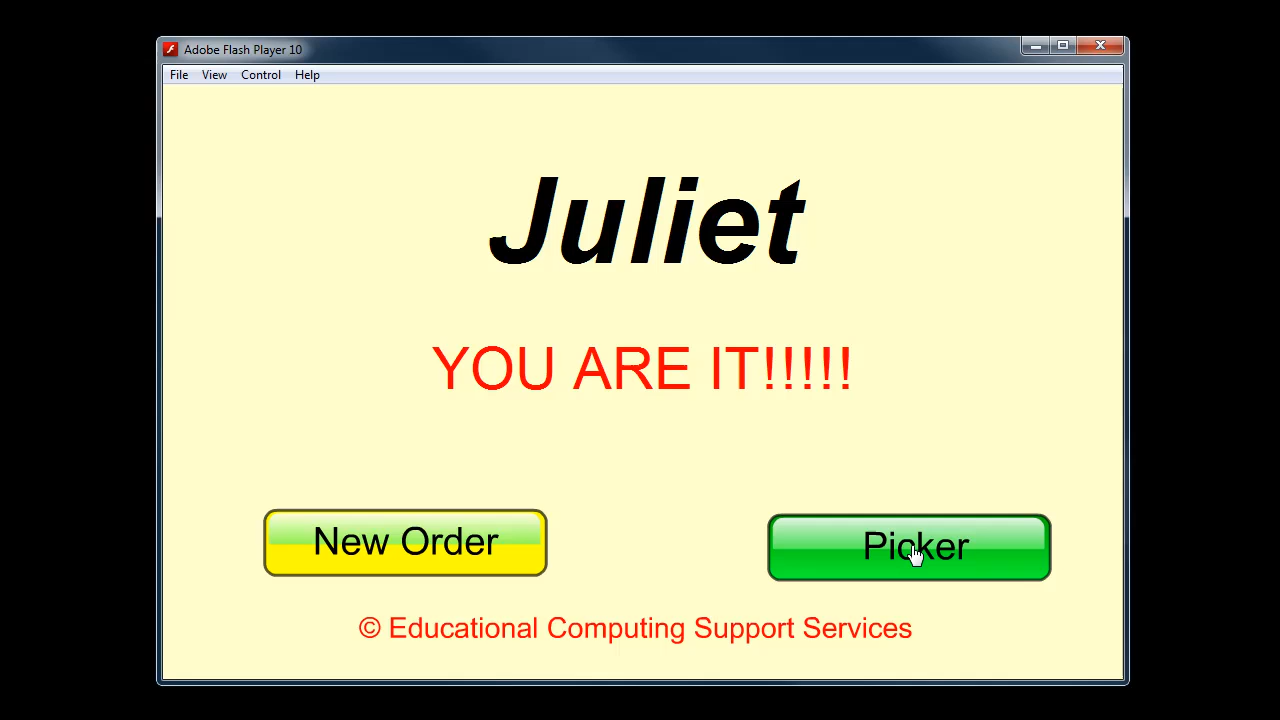 Adobe Flash Player 10
File View Control Help
Juliet
YOU ARE IT!!!!!
New Order
Picker
© Educational Computing Support Services